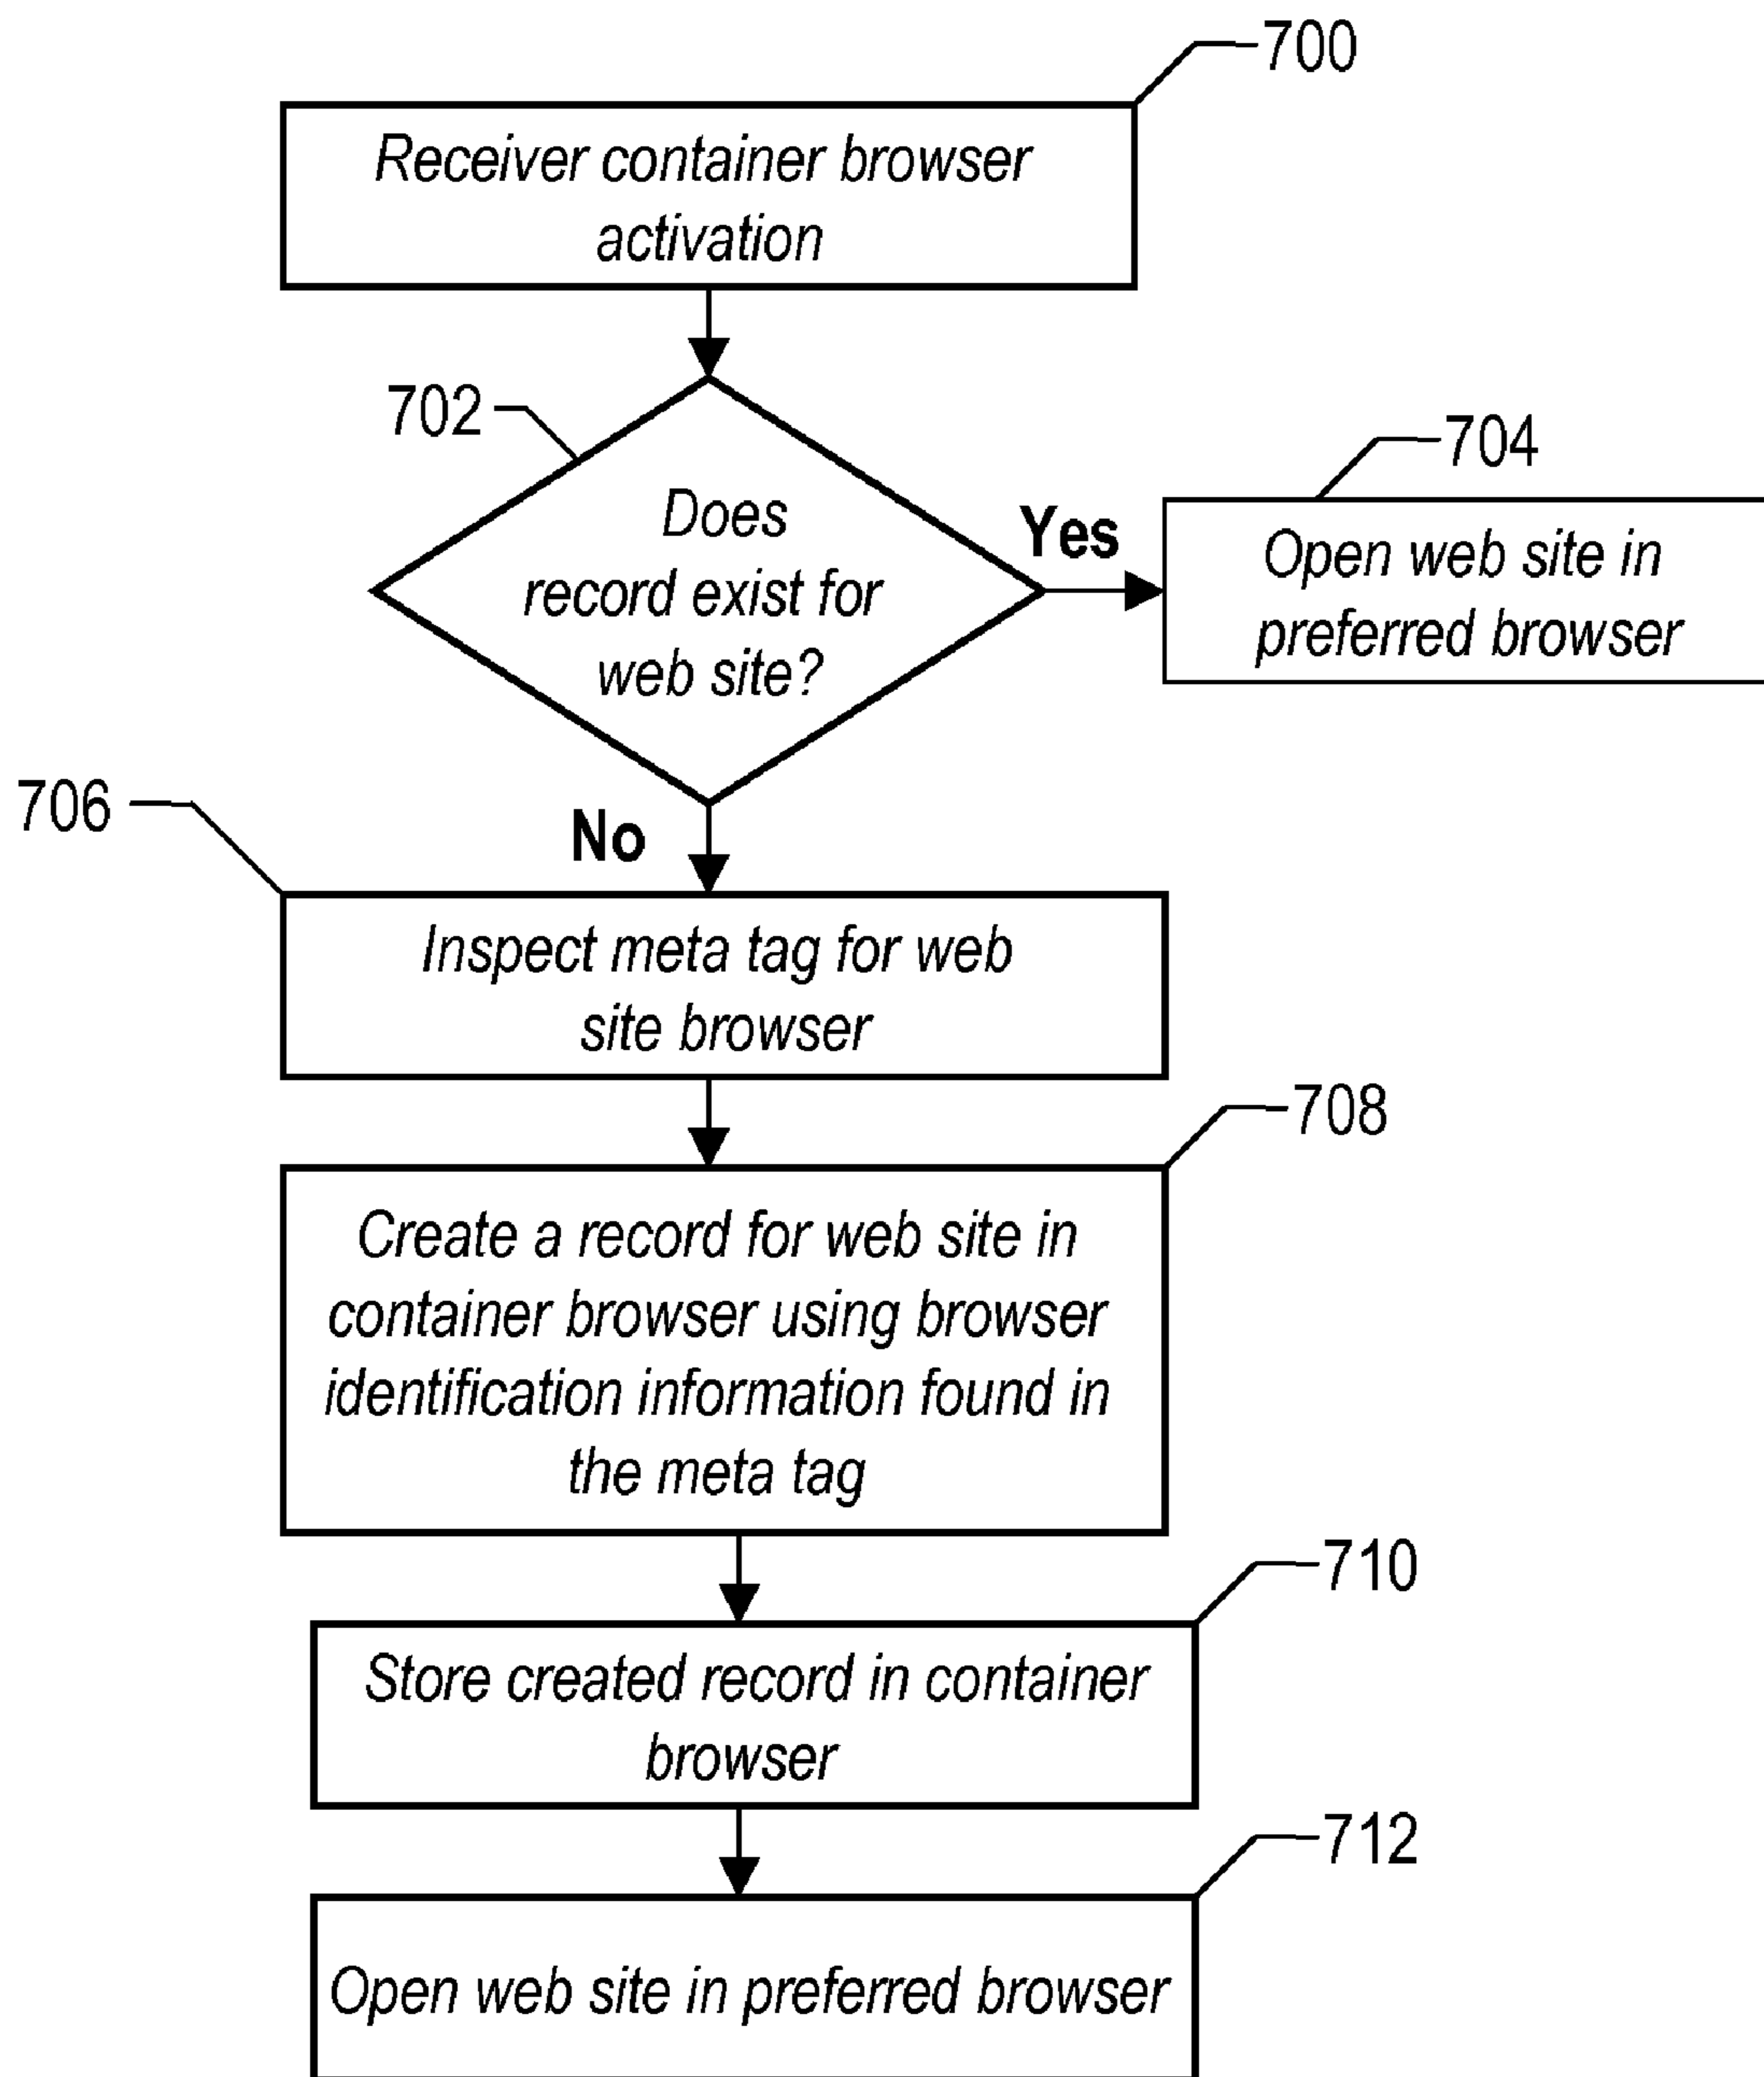 700
Receiver container browser
activation
702
Does
record exist for
web site?
Yes
704
Open web site in
preferred browser
No
706
Inspect meta tag for web
site browser
708
Create a record for web site in
container browser using browser
identification information found in
the meta tag
710
Store created record in container
browser
712
Open web site in preferred browser